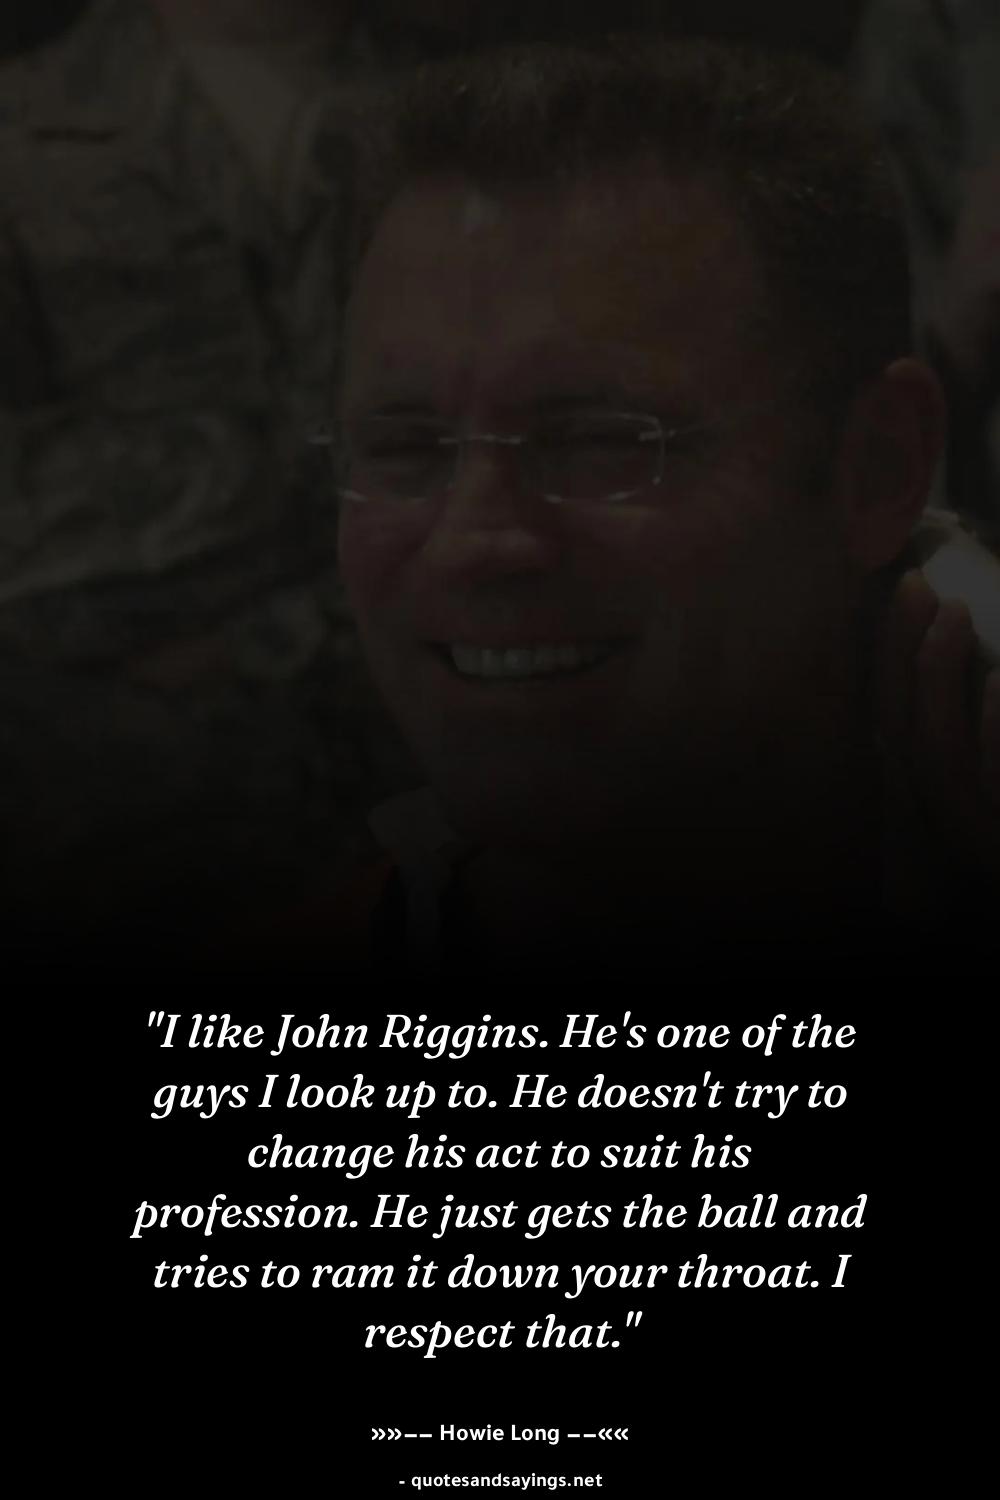 "I like John Riggins. He's one of the
guys I look up to. He doesn't try to
change his act to suit his
profession. He just gets the ball and
tries to ram it down your throat. I
respect that."
»»—— Howie Long ——««
- quotesandsayings.net